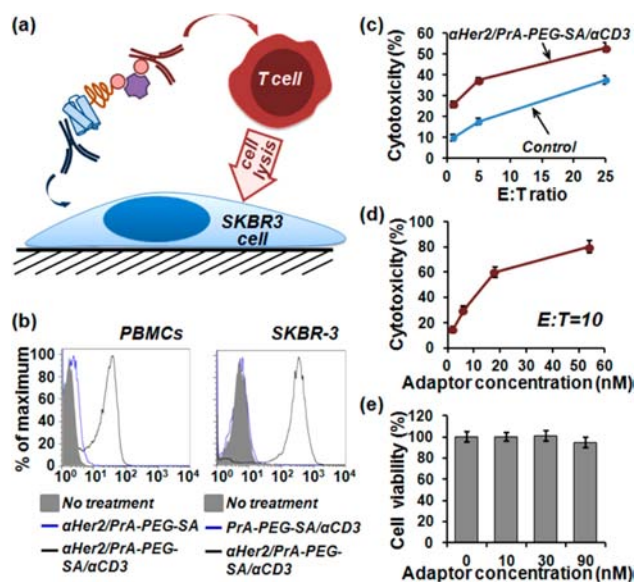 (a)
T cell
cell
lysis
SKBR3
cell
(b)
PBMCs
SKBR-3
% of maximum
100
80
60
40
20
0
10⁰ 10¹ 10² 10³ 10⁴
10⁰ 10¹ 10² 10³ 10⁴
No treatment
αHer2/PrA-PEG-SA
αHer2/PrA-PEG-
SA/αCD3
No treatment
PrA-PEG-SA/αCD3
αHer2/PrA-PEG-
SA/αCD3
(c)
αHer2/PrA-PEG-SA/αCD3
Cytotoxicity (%)
60
50
40
30
20
10
0
Control
0 5 10 15 20 25
E:T ratio
(d)
Cytotoxicity (%)
100
80
60
40
20
0
E:T=10
0 10 20 30 40 50 60
Adaptor concentration (nM)
(e)
Cell viability (%)
120
100
80
60
40
20
0
0 10 30 90
Adaptor concentration (nM)